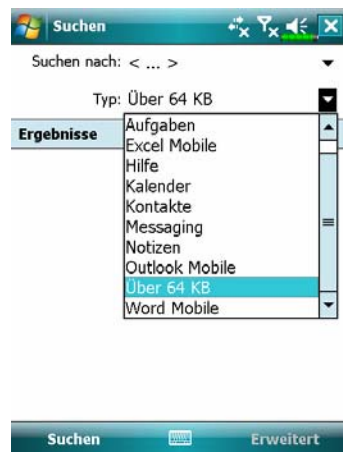 Suchen
Suchen nach: < ... >
Typ: Über 64 KB
Ergebnisse
Aufgaben
Excel Mobile
Hilfe
Kalender
Kontakte
Messaging
Notizen
Outlook Mobile
Über 64 KB
Word Mobile
Suchen Erweitert